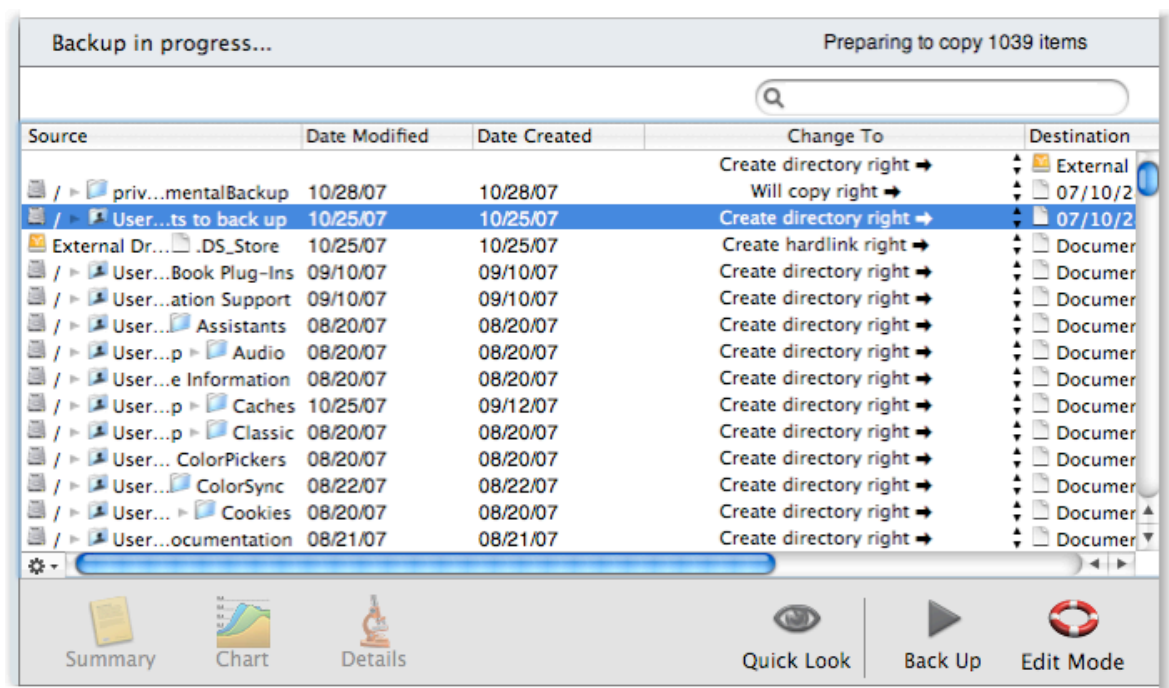 Backup in progress... Preparing to copy 1039 items
Source Date Modified Date Created Change To Destination
Create directory right ➡ External
/ ▸ priv...mentalBackup 10/28/07 10/28/07 Will copy right ➡ 07/10/2
/ ▸ User...ts to back up 10/25/07 10/25/07 Create directory right ➡ 07/10/2
External Dr... .DS_Store 10/25/07 10/25/07 Create hardlink right ➡ Documer
/ ▸ User...Book Plug-Ins 09/10/07 09/10/07 Create directory right ➡ Documer
/ ▸ User...ation Support 09/10/07 09/10/07 Create directory right ➡ Documer
/ ▸ User... Assistants 08/20/07 08/20/07 Create directory right ➡ Documer
/ ▸ User...p ▸ Audio 08/20/07 08/20/07 Create directory right ➡ Documer
/ ▸ User...e Information 08/20/07 08/20/07 Create directory right ➡ Documer
/ ▸ User...p ▸ Caches 10/25/07 09/12/07 Create directory right ➡ Documer
/ ▸ User...p ▸ Classic 08/20/07 08/20/07 Create directory right ➡ Documer
/ ▸ User... ColorPickers 08/20/07 08/20/07 Create directory right ➡ Documer
/ ▸ User... ColorSync 08/22/07 08/22/07 Create directory right ➡ Documer
/ ▸ User... ▸ Cookies 08/20/07 08/20/07 Create directory right ➡ Documer
/ ▸ User...ocumentation 08/21/07 08/21/07 Create directory right ➡ Documer
Summary Chart Details Quick Look Back Up Edit Mode